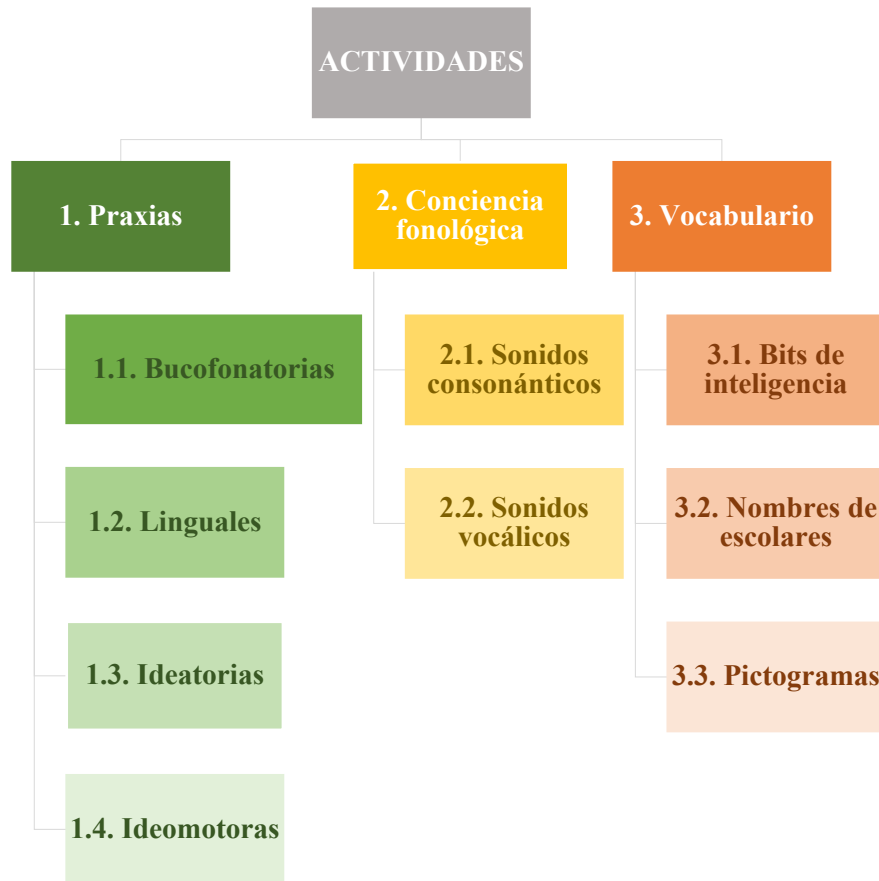 ACTIVIDADES
1. Praxias
1.1. Bucofonatorias
1.2. Linguales
1.3. Ideatorias
1.4. Ideomotoras
2. Conciencia
fonológica
2.1. Sonidos
consonánticos
2.2. Sonidos
vocálicos
3. Vocabulario
3.1. Bits de
inteligencia
3.2. Nombres de
escolares
3.3. Pictogramas